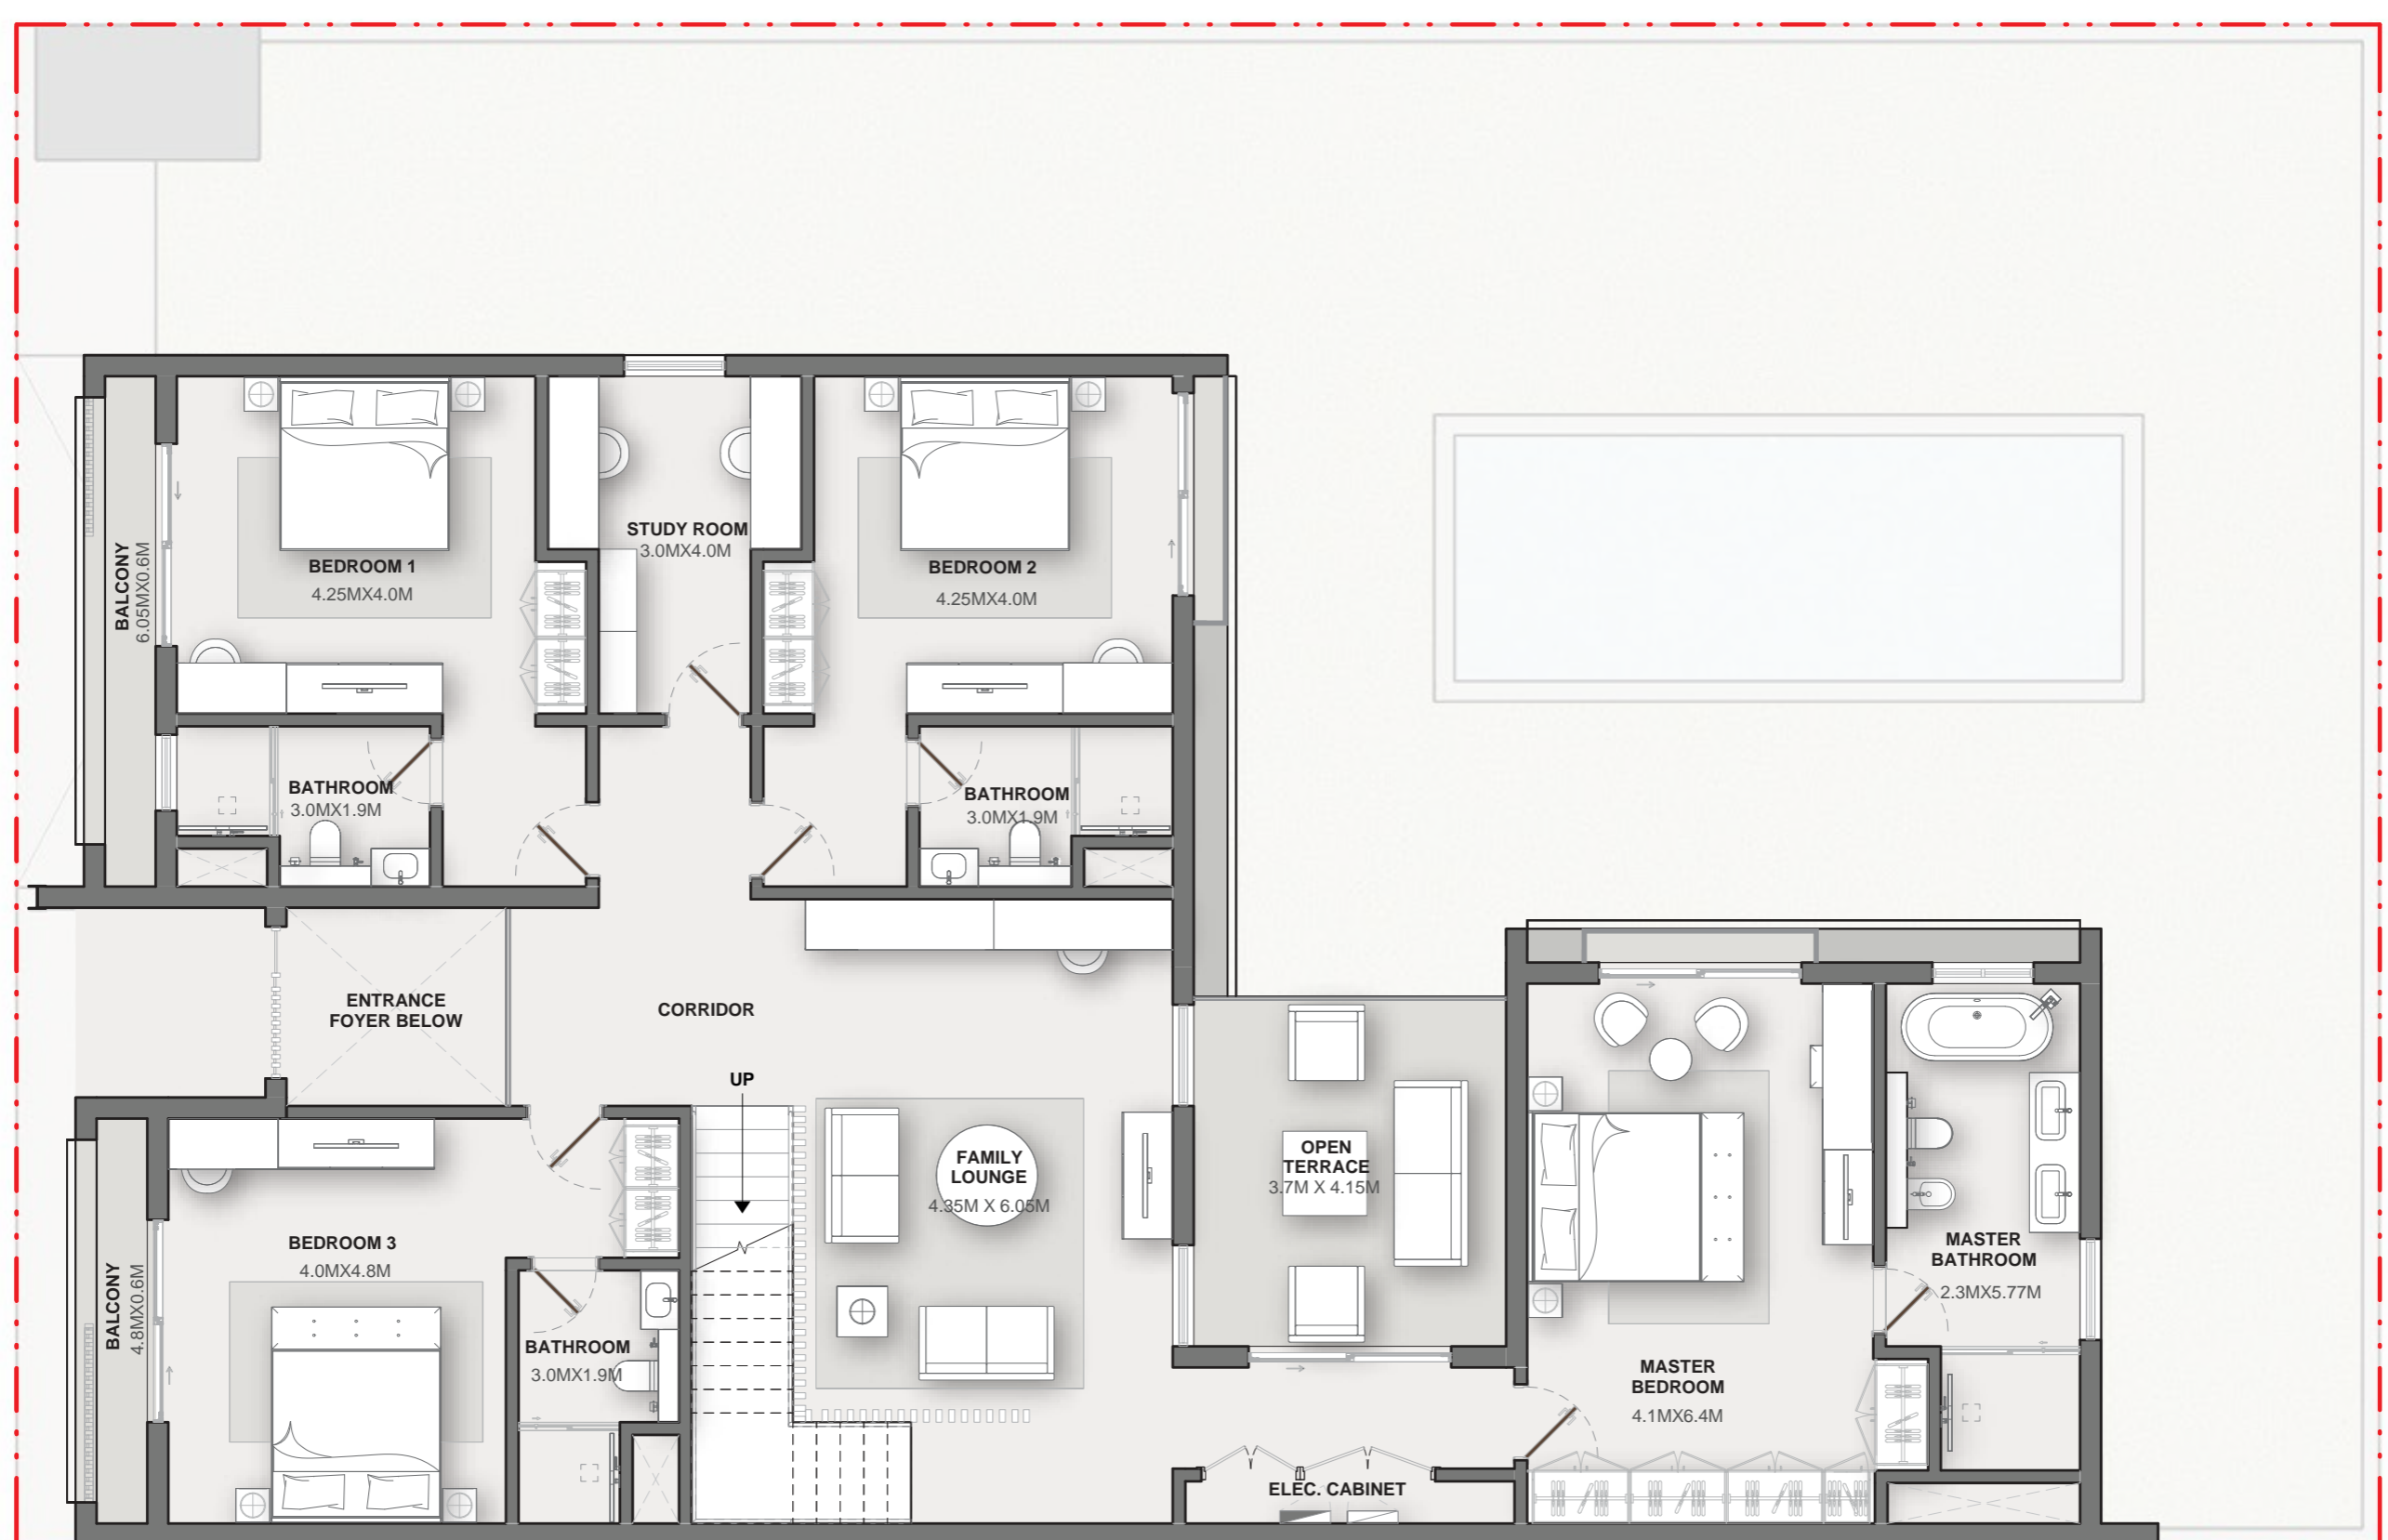 STUDY ROOM
3.0MX4.0M
BEDROOM 1
4.25MX4.0M
BEDROOM 2
4.25MX4.0M
BALCONY
6.05MX0.6M
BATHROOM
3.0MX1.9M
BATHROOM
3.0MX1.9M
ENTRANCE
FOYER BELOW
CORRIDOR
UP
FAMILY
LOUNGE
4.35M X 6.05M
OPEN
TERRACE
3.7M X 4.15M
BEDROOM 3
4.0MX4.8M
BALCONY
4.8MX0.6M
BATHROOM
3.0MX1.9M
MASTER
BATHROOM
2.3MX5.77M
MASTER
BEDROOM
4.1MX6.4M
ELEC. CABINET